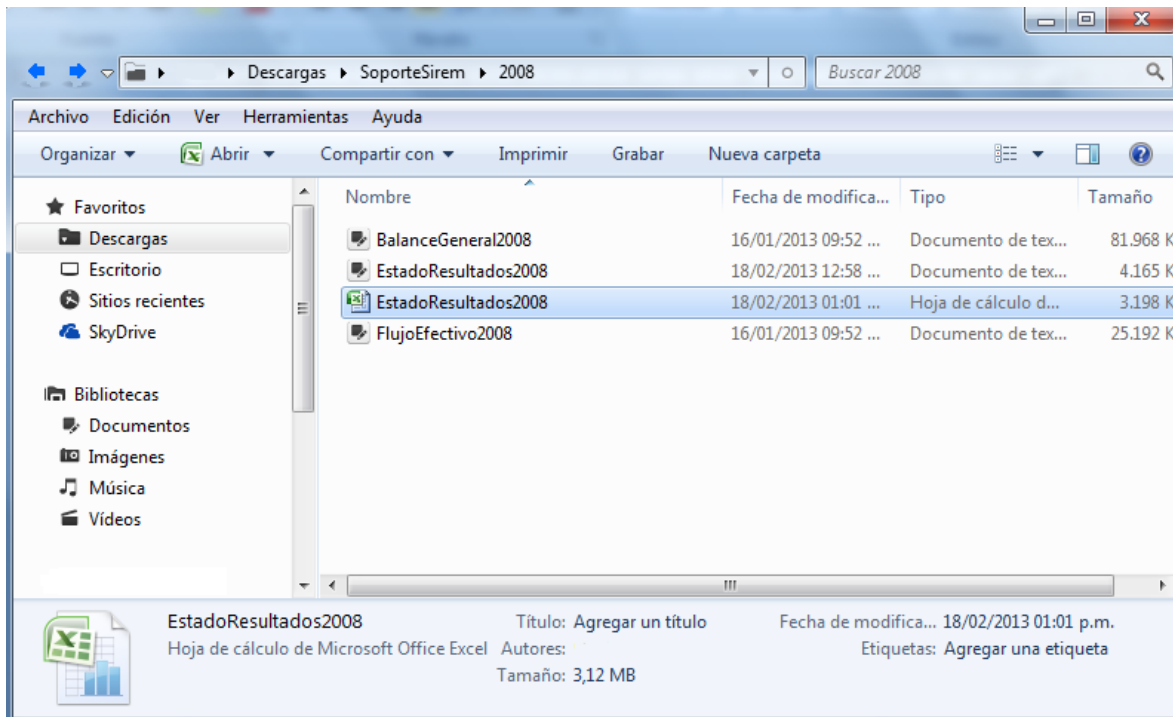 Descargas SoporteSirem 2008 Buscar 2008
Archivo Edición Ver Herramientas Ayuda
Organizar Abrir Compartir con Imprimir Grabar Nueva carpeta
Favoritos
Descargas
Escritorio
Sitios recientes
SkyDrive
Bibliotecas
Documentos
Imágenes
Música
Vídeos
Nombre Fecha de modifica... Tipo Tamaño
BalanceGeneral2008 16/01/2013 09:52 ... Documento de tex... 81.968 K
EstadoResultados2008 18/02/2013 12:58 ... Documento de tex... 4.165 K
EstadoResultados2008 18/02/2013 01:01 ... Hoja de cálculo d... 3.198 K
FlujoEfectivo2008 16/01/2013 09:52 ... Documento de tex... 25.192 K
EstadoResultados2008 Título: Agregar un título Fecha de modifica... 18/02/2013 01:01 p.m.
Hoja de cálculo de Microsoft Office Excel Autores: Etiquetas: Agregar una etiqueta
Tamaño: 3,12 MB